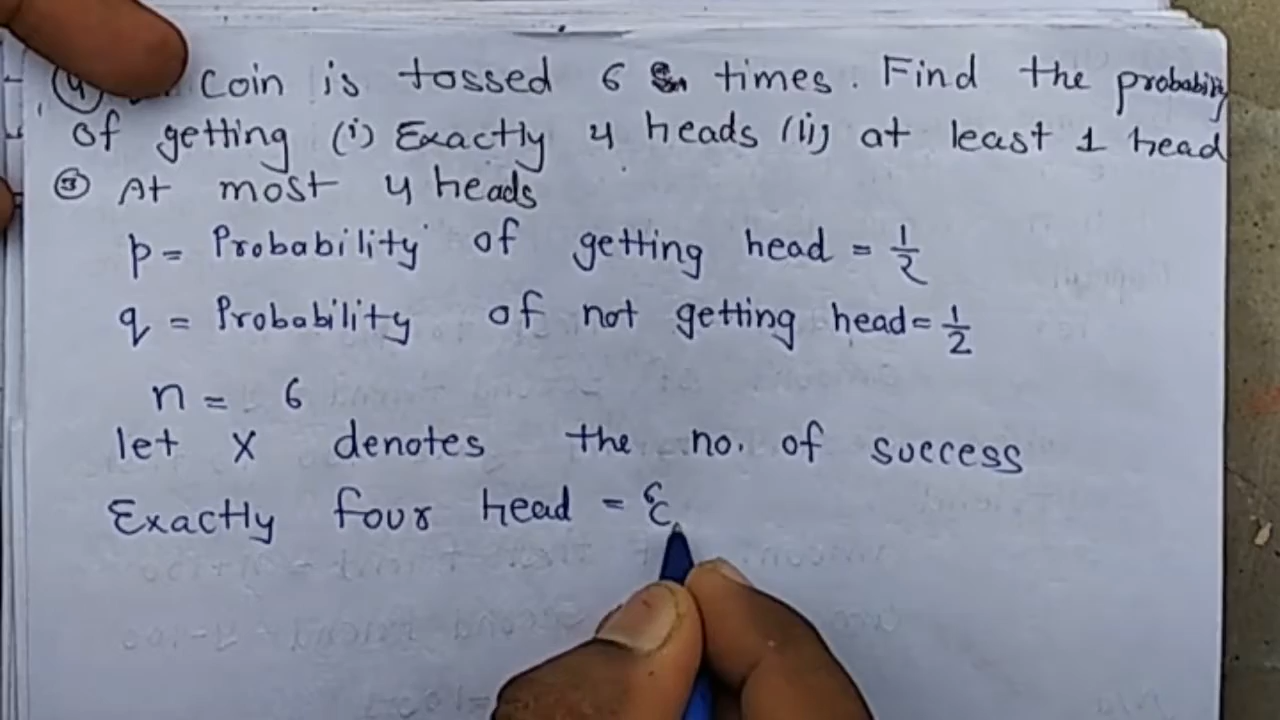 (4) Coin is tossed 6 times. Find the probability
of getting (i) Exactly 4 heads (ii) at least 1 head
③ At most 4 heads
p = Probability of getting head = 1/2
q = Probability of not getting head = 1/2
n = 6
let X denotes the no. of success
Exactly four head = ⁶C